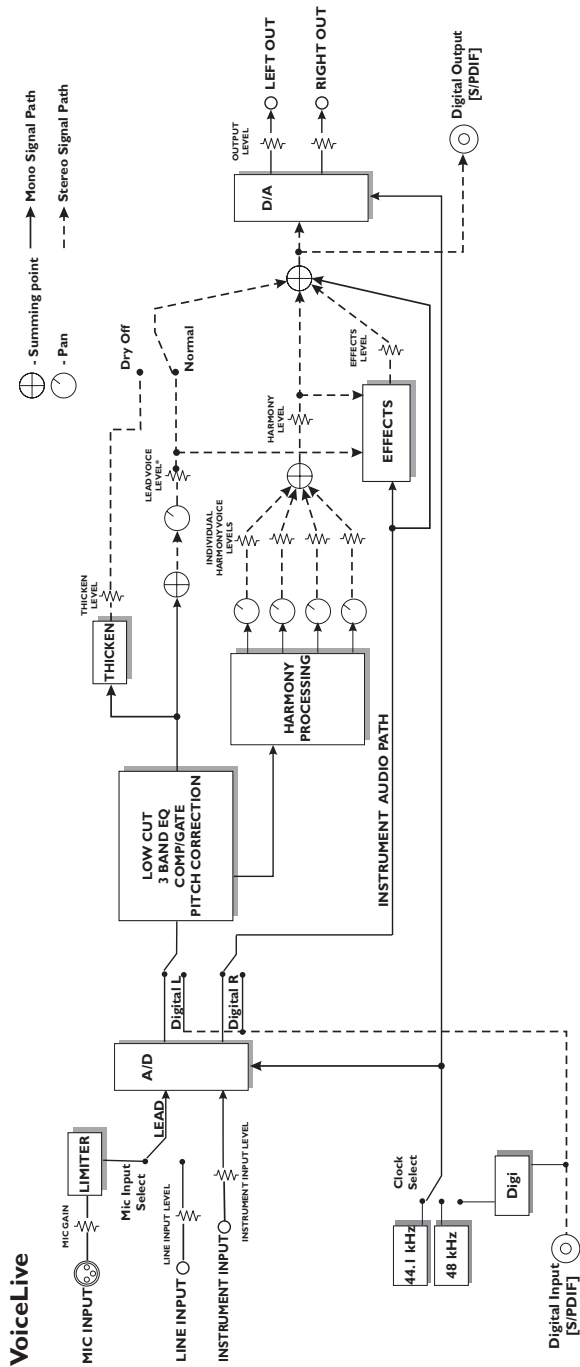 VoiceLive
- Summing point
Mono Signal Path
- Pan
Stereo Signal Path
MIC INPUT
MIC GAIN
LIMITER
Mic Input
Select
LEAD
LINE INPUT
LINE INPUT LEVEL
INSTRUMENT INPUT
INSTRUMENT INPUT LEVEL
A/D
Digital L
Digital R
LOW CUT
3 BAND EQ
COMP/GATE
PITCH CORRECTION
THICKEN
THICKEN
LEVEL
LEAD VOICE
LEVEL*
Dry Off
Normal
HARMONY
PROCESSING
INDIVIDUAL
HARMONY VOICE
LEVELS
HARMONY
LEVEL
EFFECTS
EFFECTS
LEVEL
INSTRUMENT AUDIO PATH
D/A
OUTPUT
LEVEL
LEFT OUT
RIGHT OUT
Digital Output
[S/PDIF]
Clock
Select
44.1 kHz
48 kHz
Digi
Digital Input
[S/PDIF]